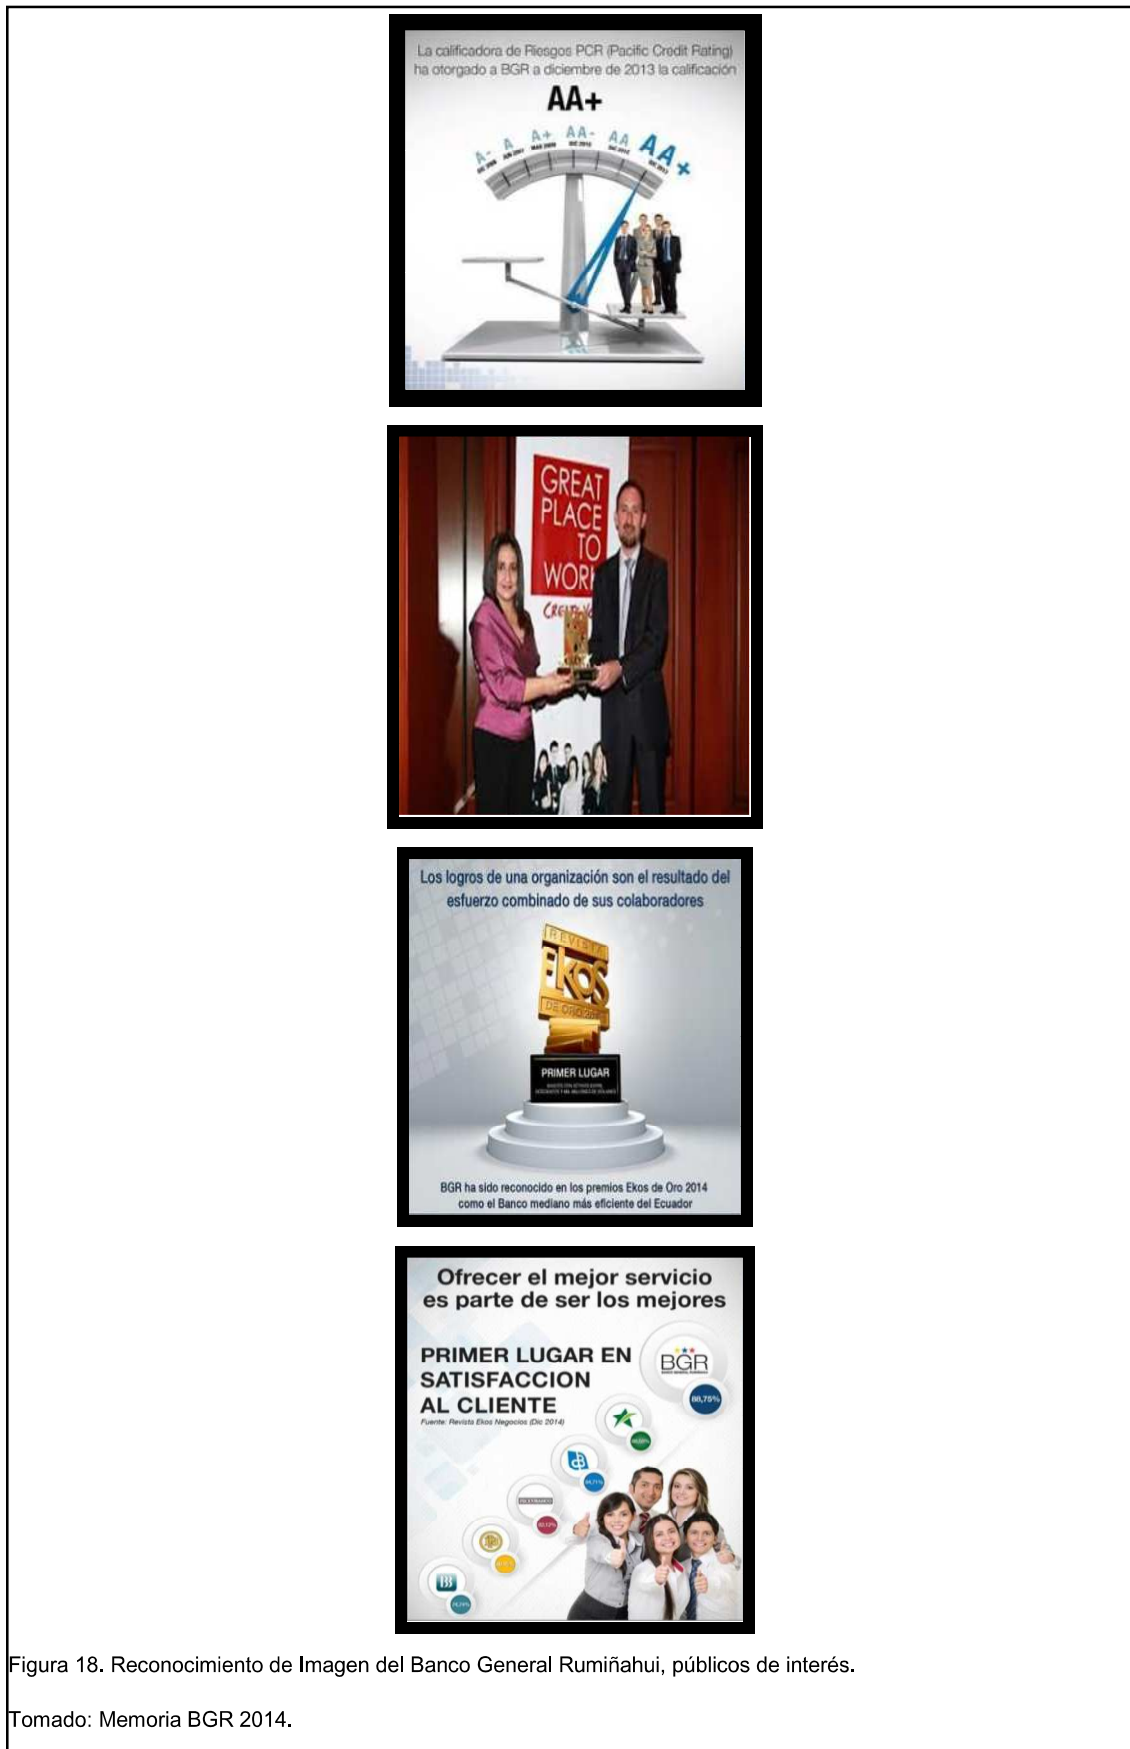 La calificadora de Riesgos PCR (Pacific Credit Rating)
ha otorgado a BGR a diciembre de 2013 la calificación
AA+
A- A A+ AA- AA AA+
GREAT
PLACE
TO
WORK
Los logros de una organización son el resultado del
esfuerzo combinado de sus colaboradores
REVISTA
EKOS
DE ORO
PRIMER LUGAR
BGR ha sido reconocido en los premios Ekos de Oro 2014
como el Banco mediano más eficiente del Ecuador
Ofrecer el mejor servicio
es parte de ser los mejores
PRIMER LUGAR EN
SATISFACCION
AL CLIENTE
Fuente: Revista Ekos Negocios (Dic 2014)
BGR
BANCO GENERAL RUMIÑAHUI
Figura 18. Reconocimiento de Imagen del Banco General Rumiñahui, públicos de interés.
Tomado: Memoria BGR 2014.